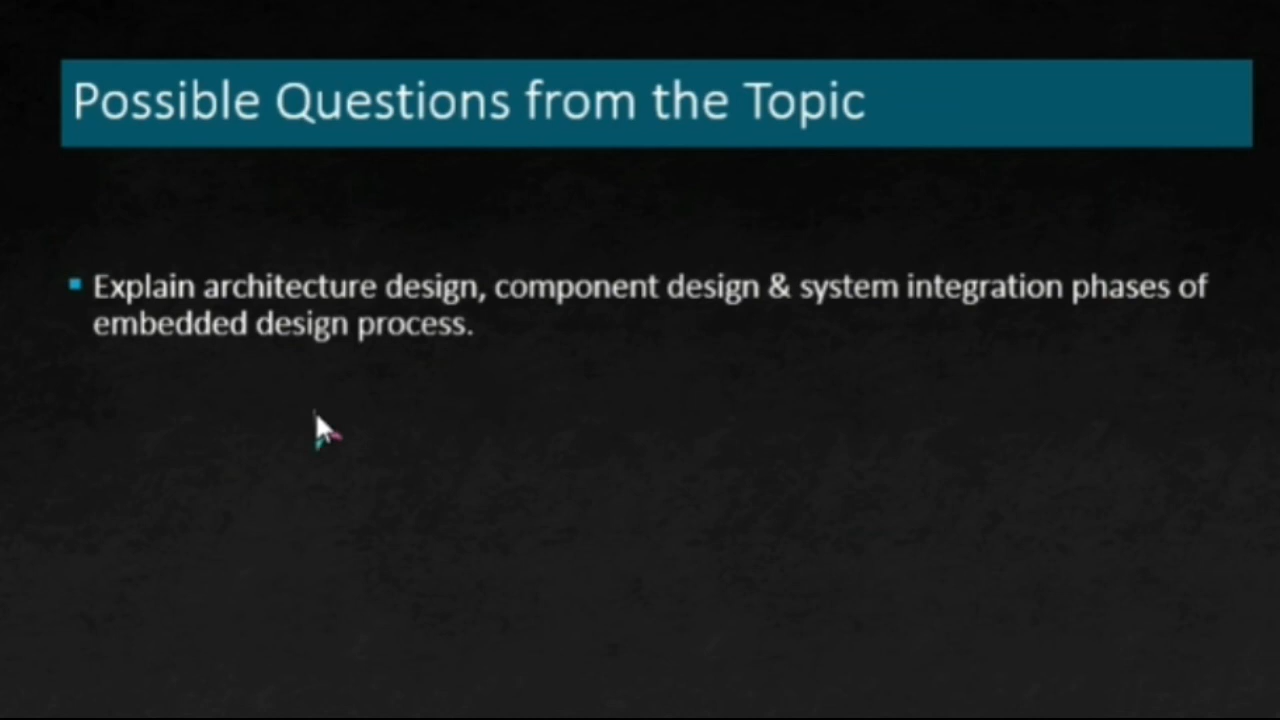 Possible Questions from the Topic
Explain architecture design, component design & system integration phases of
embedded design process.